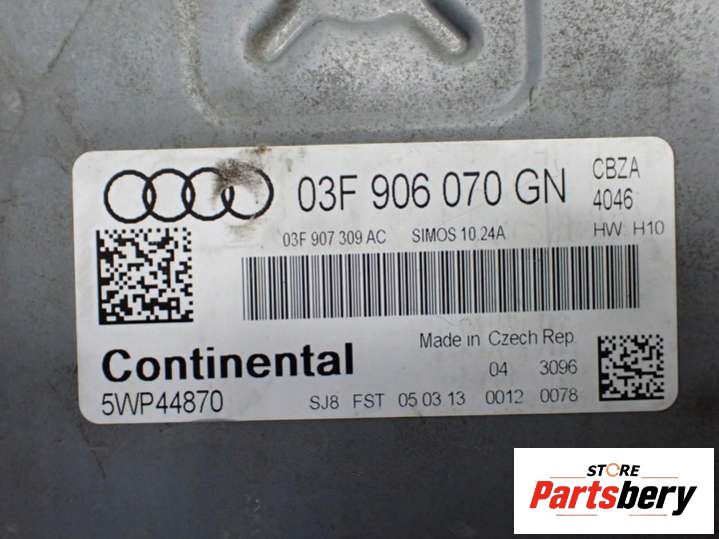 03F 906 070 GN
CBZA
4046
03F 907 309 AC SIMOS 10.24A HW: H10
Continental
Made in Czech Rep.
04 3096
5WP44870
SJ8 FST 05 03 13 0012 0078
STORE
Partsbery